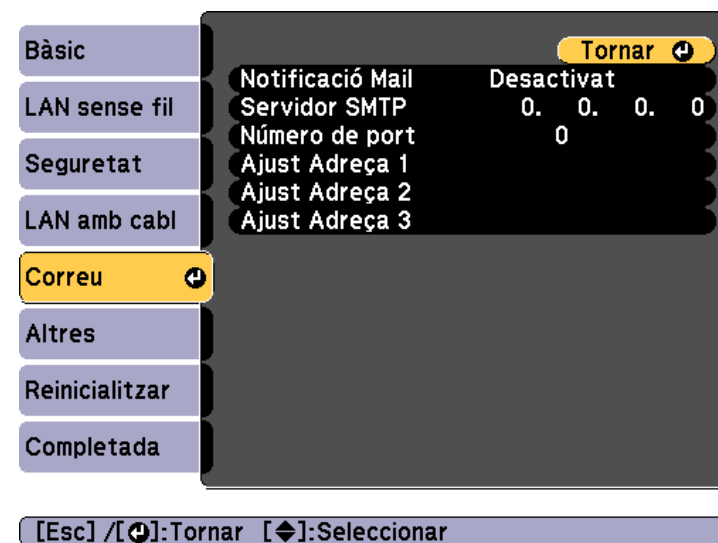 Bàsic
LAN sense fil
Seguretat
LAN amb cabl
Correu
Altres
Reinicialitzar
Completada
Tornar
Notificació Mail Desactivat
Servidor SMTP 0. 0. 0. 0
Número de port 0
Ajust Adreça 1
Ajust Adreça 2
Ajust Adreça 3
[Esc] /[⏎]:Tornar [◆]:Seleccionar